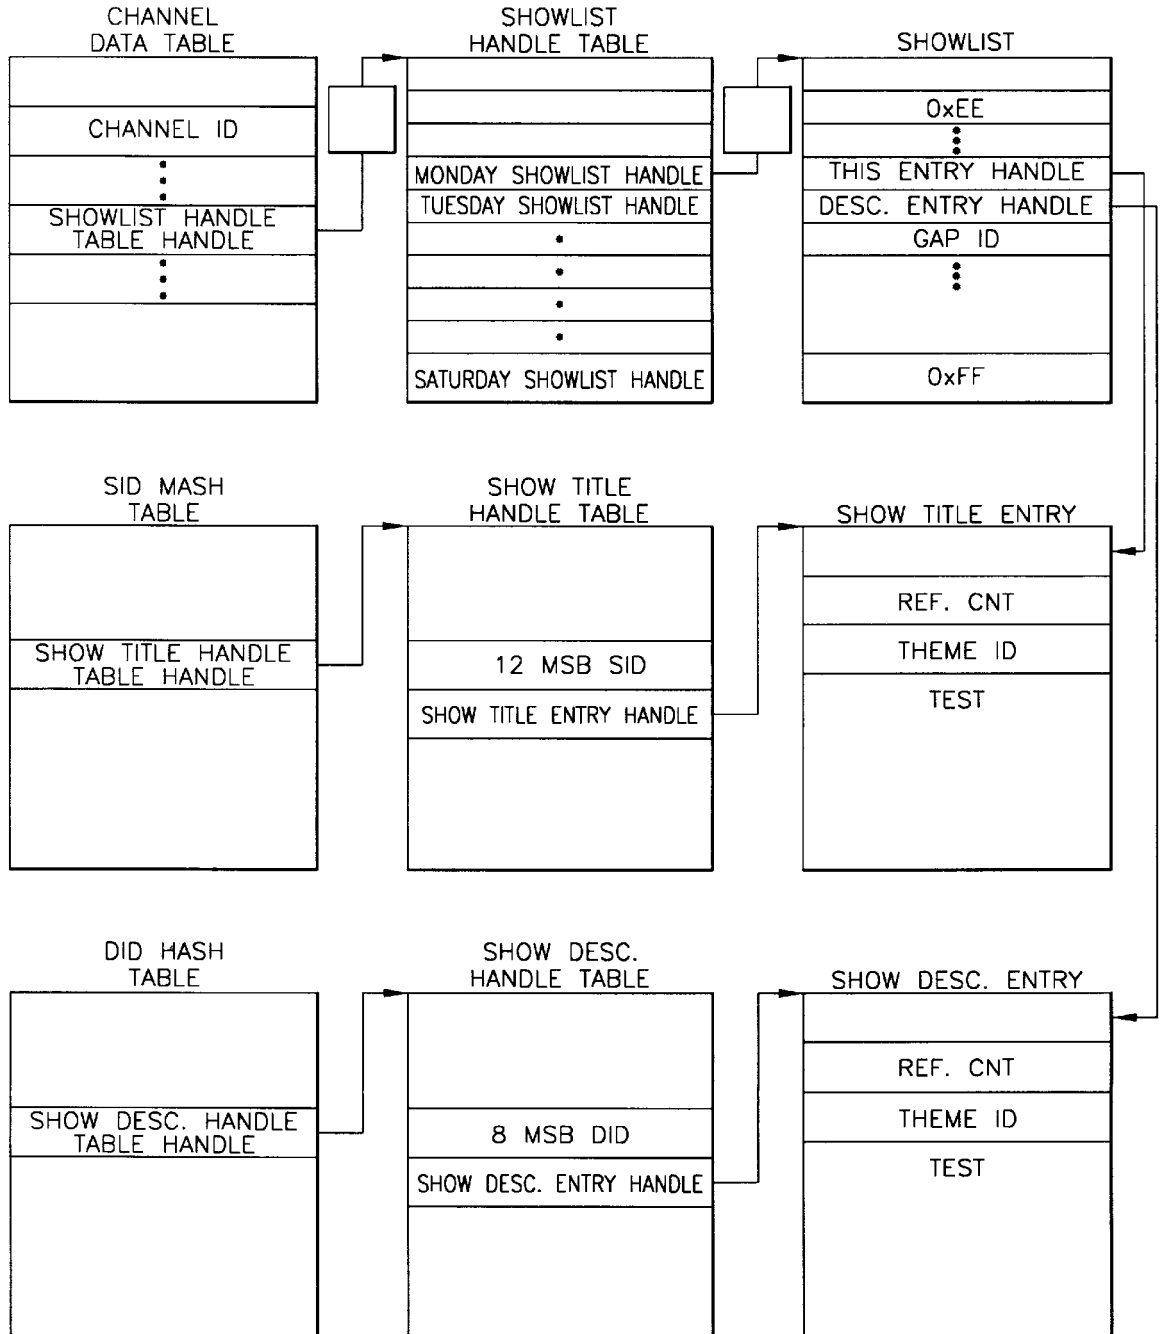 CHANNEL
DATA TABLE
CHANNEL ID
SHOWLIST HANDLE
TABLE HANDLE
SHOWLIST
HANDLE TABLE
MONDAY SHOWLIST HANDLE
TUESDAY SHOWLIST HANDLE
SATURDAY SHOWLIST HANDLE
SHOWLIST
0xEE
THIS ENTRY HANDLE
DESC. ENTRY HANDLE
GAP ID
0xFF
SID MASH
TABLE
SHOW TITLE HANDLE
TABLE HANDLE
SHOW TITLE
HANDLE TABLE
12 MSB SID
SHOW TITLE ENTRY HANDLE
SHOW TITLE ENTRY
REF. CNT
THEME ID
TEST
DID HASH
TABLE
SHOW DESC. HANDLE
TABLE HANDLE
SHOW DESC.
HANDLE TABLE
8 MSB DID
SHOW DESC. ENTRY HANDLE
SHOW DESC. ENTRY
REF. CNT
THEME ID
TEST